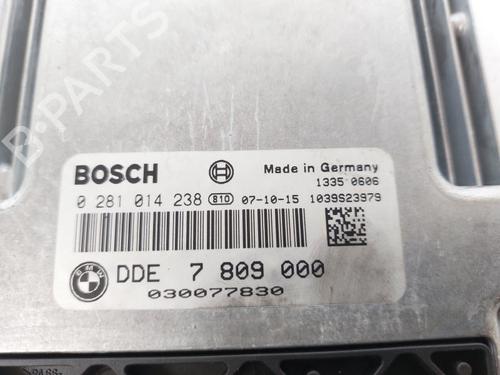 B-PARTS
BOSCH
Made in Germany
1335 0606
0 281 014 238 810 07-10-15 1039S23979
BMW
DDE 7 809 000
030077830